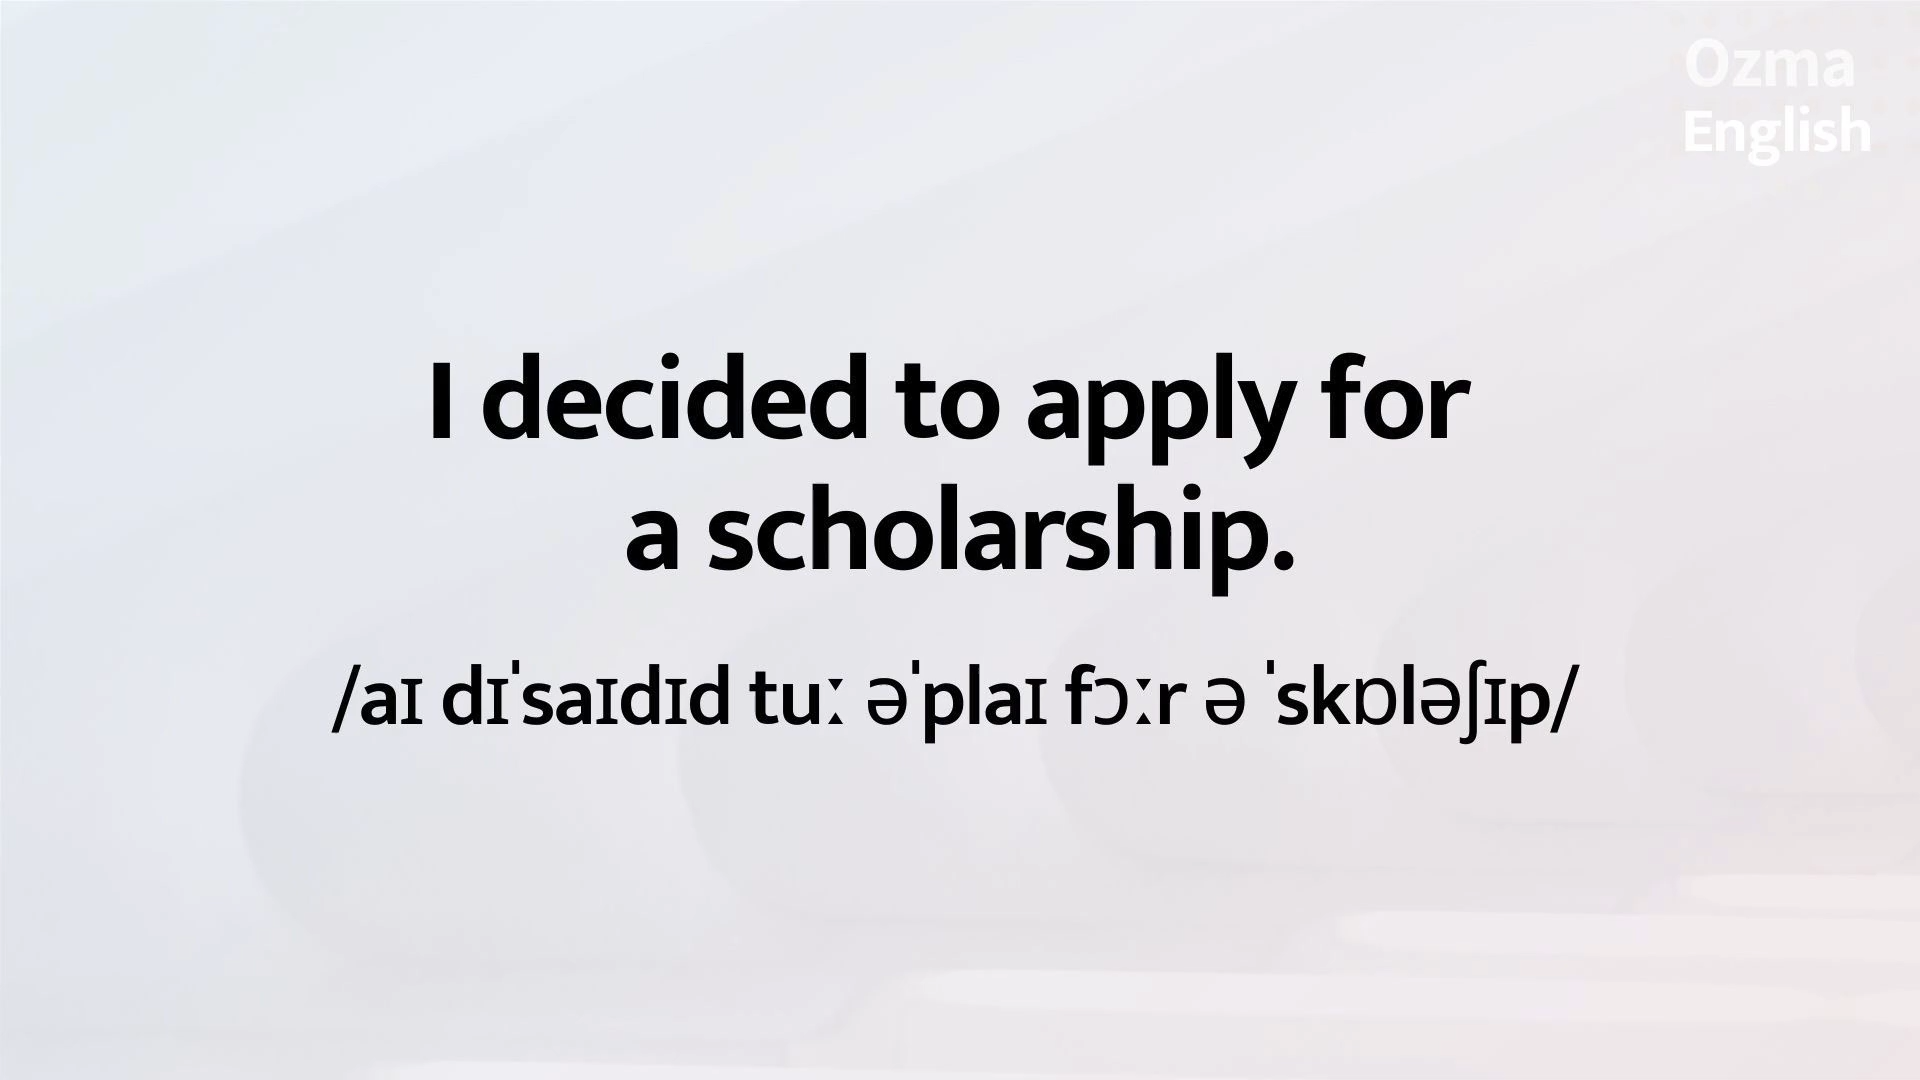 Ozma
English
I decided to apply for
a scholarship.
/aɪ dɪˈsaɪdɪd tuː əˈplaɪ fɔːr ə ˈskɒləʃɪp/